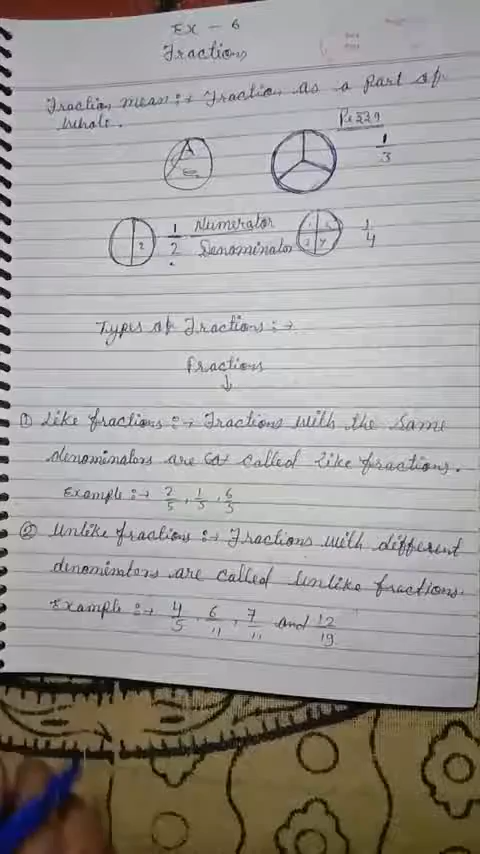 Ex - 6
Fractions
Fraction mean :→ Fraction as a part of
whole.
Pizza
1/3
2
1/2
Numerator
Denominator
1/4
Types of Fractions :→
Fractions
↓
① Like fractions :→ Fractions with the same
denominators are called like fractions.
Example :→ 2/5, 1/5, 6/5
② Unlike fractions :→ Fractions with different
denominators are called Unlike fractions.
Example :→ 4/5, 6/11, 7/11 and 12/19